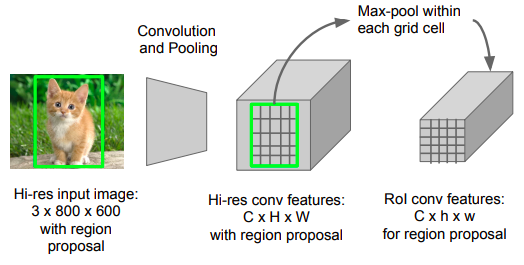 Convolution
and Pooling
Max-pool within
each grid cell
Hi-res input image:
3 x 800 x 600
with region
proposal
Hi-res conv features:
C x H x W
with region proposal
RoI conv features:
C x h x w
for region proposal